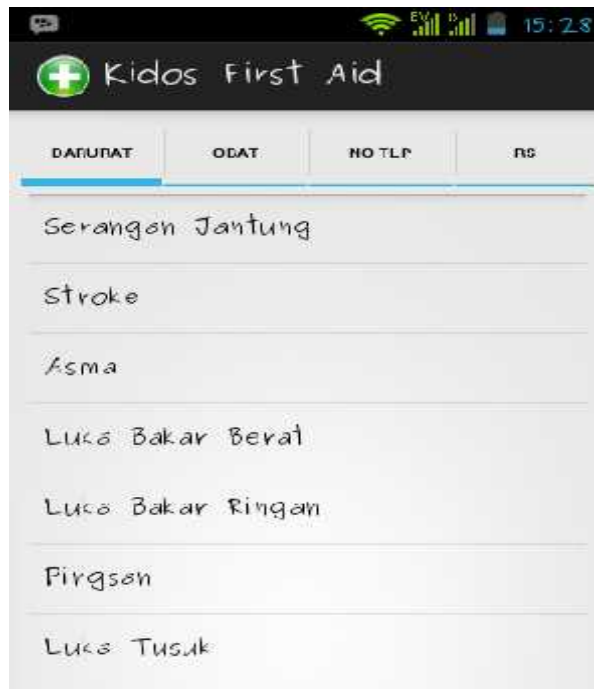 15:28
Kidos First Aid
DARURAT OBAT NO TLP RS
Serangan Jantung
Stroke
Asma
Luka Bakar Berat
Luka Bakar Ringan
Pingsan
Luka Tusuk